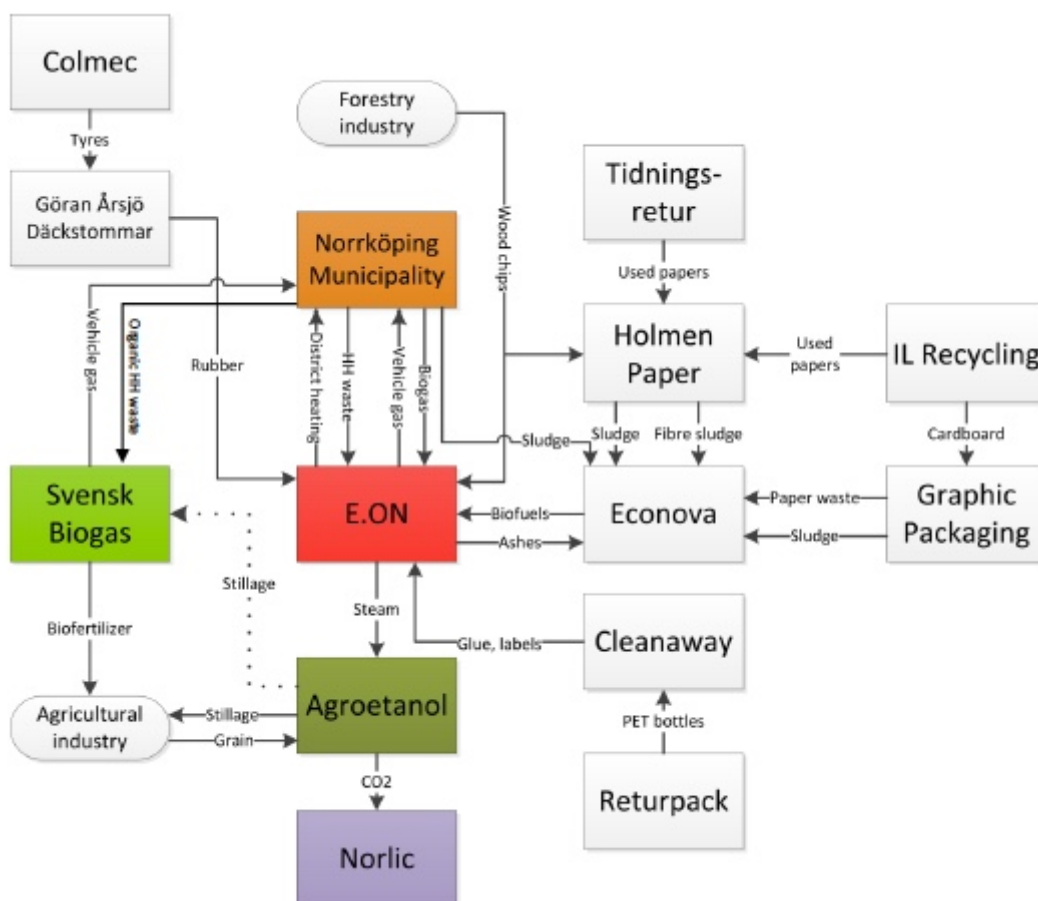 Colmec
Tyres
Forestry
industry
Göran Årsjö
Däckstommar
Tidnings-
retur
Norrköping
Municipality
Wood chips
Used papers
Vehicle gas
Organic HH waste
Rubber
District heating
HH waste
Vehicle gas
Biogas
Holmen
Paper
Used
papers
IL Recycling
Sludge
Sludge
Fibre sludge
Cardboard
Svensk
Biogas
E.ON
Biofuels
Ashes
Econova
Paper waste
Sludge
Graphic
Packaging
Stillage
Steam
Biofertilizer
Glue, labels
Cleanaway
Agricultural
industry
Stillage
Grain
Agroetanol
PET bottles
CO2
Returpack
Norlic